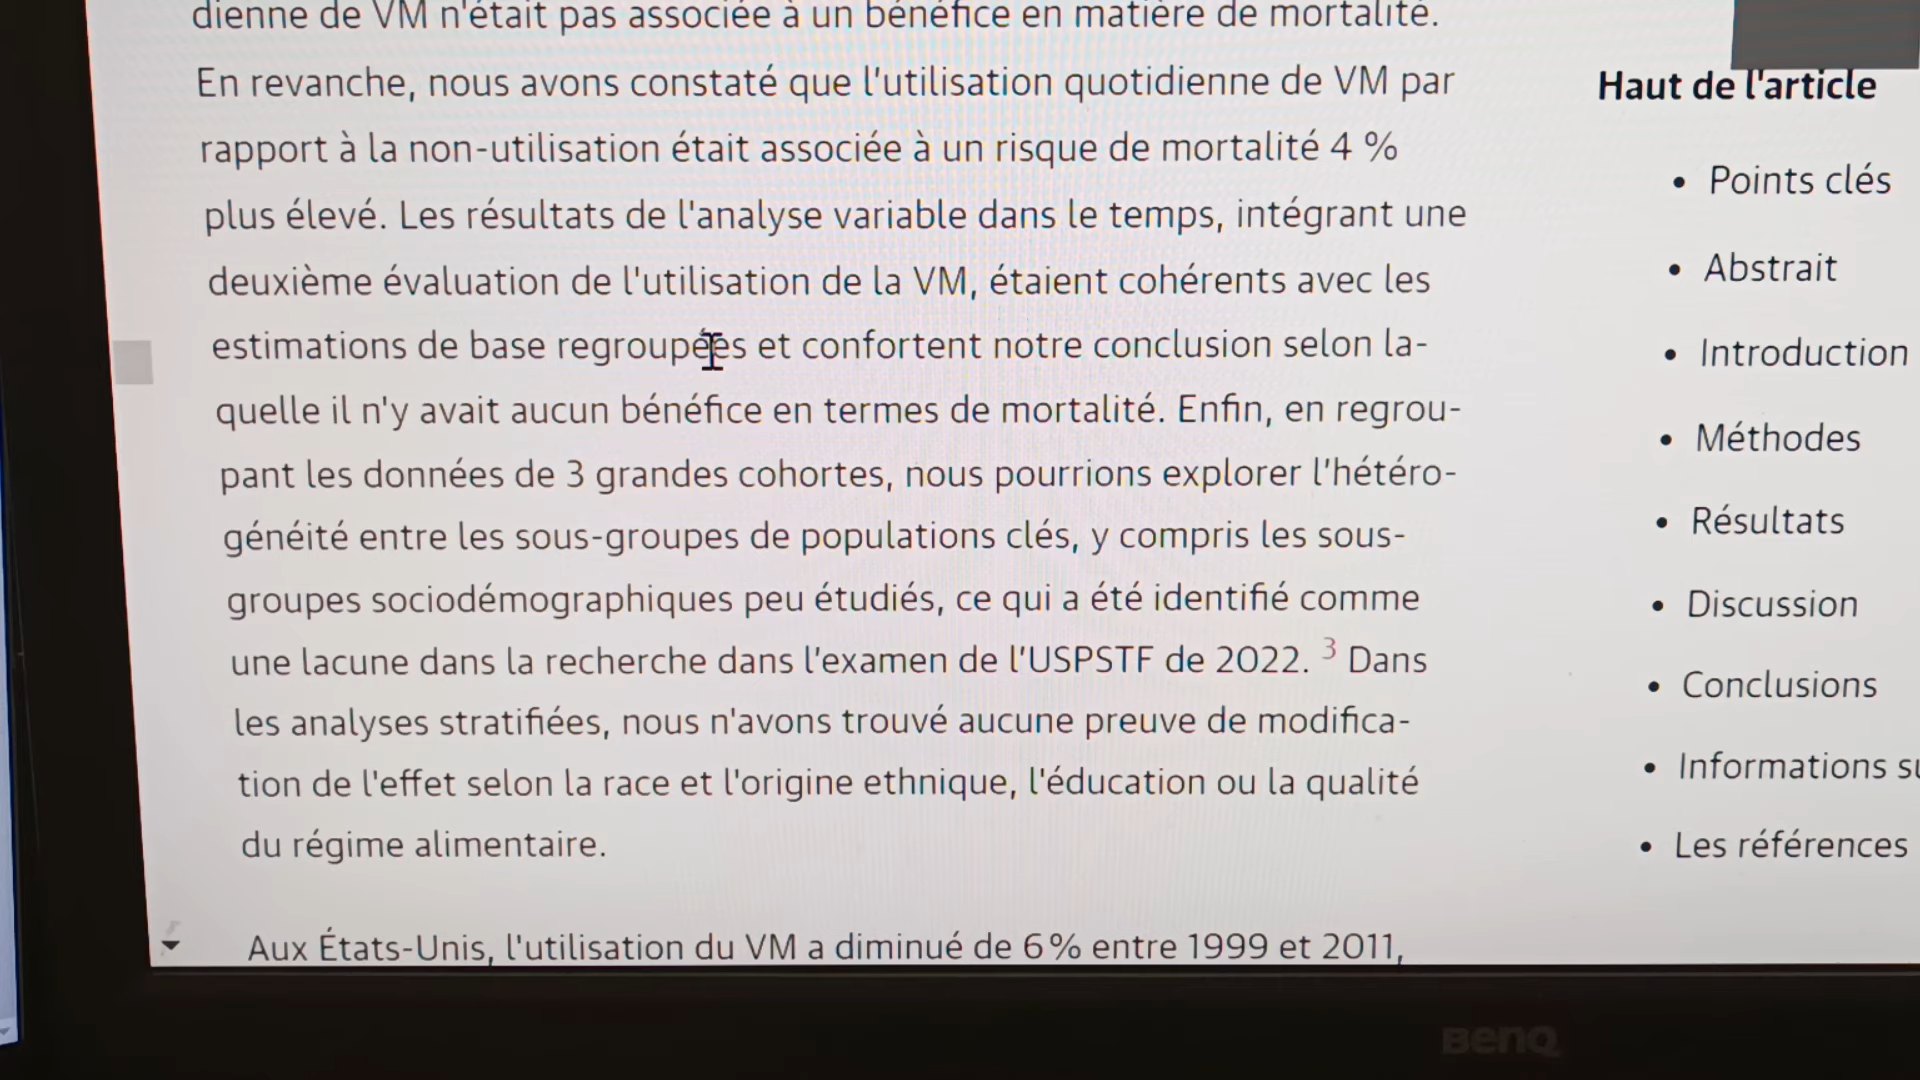 dienne de VM n'était pas associée à un bénéfice en matière de mortalité.
En revanche, nous avons constaté que l'utilisation quotidienne de VM par
rapport à la non-utilisation était associée à un risque de mortalité 4 %
plus élevé. Les résultats de l'analyse variable dans le temps, intégrant une
deuxième évaluation de l'utilisation de la VM, étaient cohérents avec les
estimations de base regroupées et confortent notre conclusion selon la-
quelle il n'y avait aucun bénéfice en termes de mortalité. Enfin, en regrou-
pant les données de 3 grandes cohortes, nous pourrions explorer l'hétéro-
généité entre les sous-groupes de populations clés, y compris les sous-
groupes sociodémographiques peu étudiés, ce qui a été identifié comme
une lacune dans la recherche dans l'examen de l'USPSTF de 2022. 3 Dans
les analyses stratifiées, nous n'avons trouvé aucune preuve de modifica-
tion de l'effet selon la race et l'origine ethnique, l'éducation ou la qualité
du régime alimentaire.
Aux États-Unis, l'utilisation du VM a diminué de 6 % entre 1999 et 2011,
Haut de l'article
• Points clés
• Abstrait
• Introduction
• Méthodes
• Résultats
• Discussion
• Conclusions
• Informations su
• Les références
BenQ